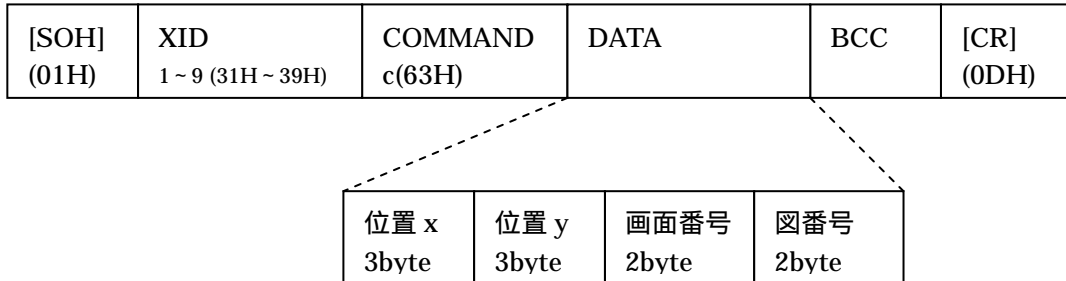 [SOH] XID COMMAND DATA BCC [CR]
(01H) 1~9 (31H~39H) c(63H) (0DH)
位置 x 位置 y 画面番号 図番号
3byte 3byte 2byte 2byte